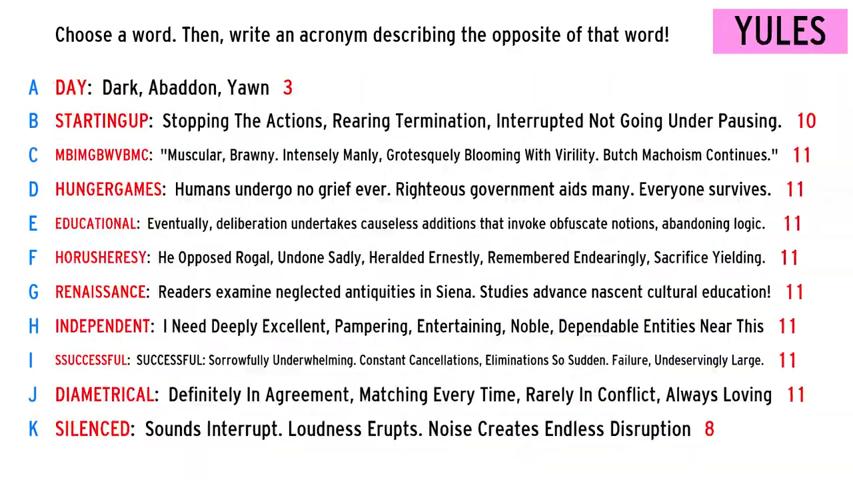 Choose a word. Then, write an acronym describing the opposite of that word!
YULES
A DAY: Dark, Abaddon, Yawn 3
B STARTINGUP: Stopping The Actions, Rearing Termination, Interrupted Not Going Under Pausing. 10
C MBIMGBWVBMC: "Muscular, Brawny. Intensely Manly, Grotesquely Blooming With Virility. Butch Machoism Continues." 11
D HUNGERGAMES: Humans undergo no grief ever. Righteous government aids many. Everyone survives. 11
E EDUCATIONAL: Eventually, deliberation undertakes causeless additions that invoke obfuscate notions, abandoning logic. 11
F HORUSHERESY: He Opposed Rogal, Undone Sadly, Heralded Ernestly, Remembered Endearingly, Sacrifice Yielding. 11
G RENAISSANCE: Readers examine neglected antiquities in Siena. Studies advance nascent cultural education! 11
H INDEPENDENT: I Need Deeply Excellent, Pampering, Entertaining, Noble, Dependable Entities Near This 11
I SSUCCESSFUL: SUCCESSFUL: Sorrowfully Underwhelming. Constant Cancellations, Eliminations So Sudden. Failure, Undeservingly Large. 11
J DIAMETRICAL: Definitely In Agreement, Matching Every Time, Rarely In Conflict, Always Loving 11
K SILENCED: Sounds Interrupt. Loudness Erupts. Noise Creates Endless Disruption 8